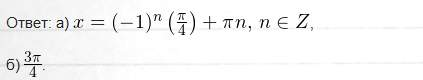 Ответ: а) x = (−1)ⁿ (π/4) + πn, n ∈ Z,
б) 3π/4.